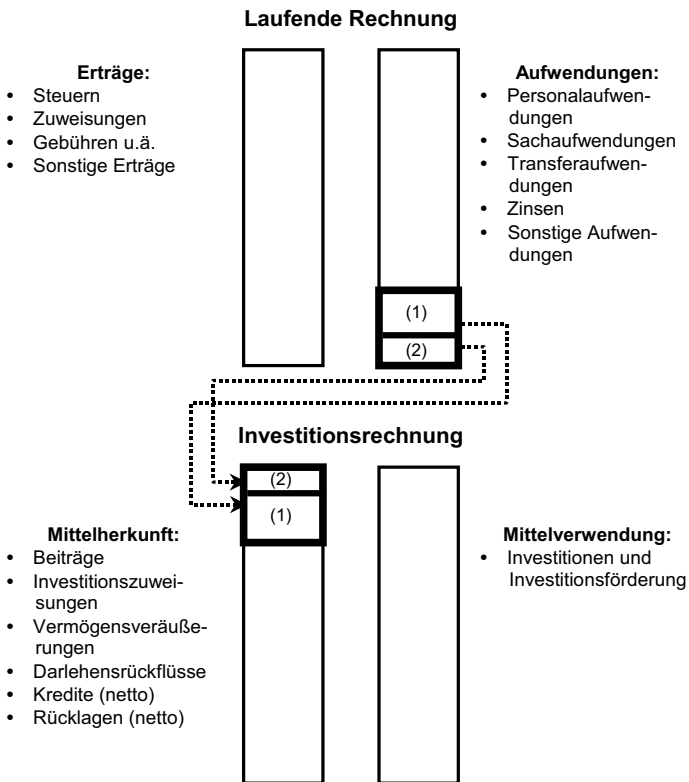 Laufende Rechnung
Erträge:
• Steuern
• Zuweisungen
• Gebühren u.ä.
• Sonstige Erträge
Aufwendungen:
• Personalaufwen-
dungen
• Sachaufwendungen
• Transferaufwen-
dungen
• Zinsen
• Sonstige Aufwen-
dungen
(1)
(2)
Investitionsrechnung
(2)
(1)
Mittelherkunft:
• Beiträge
• Investitionszuwei-
sungen
• Vermögensveräuße-
rungen
• Darlehensrückflüsse
• Kredite (netto)
• Rücklagen (netto)
Mittelverwendung:
• Investitionen und
Investitionsförderung